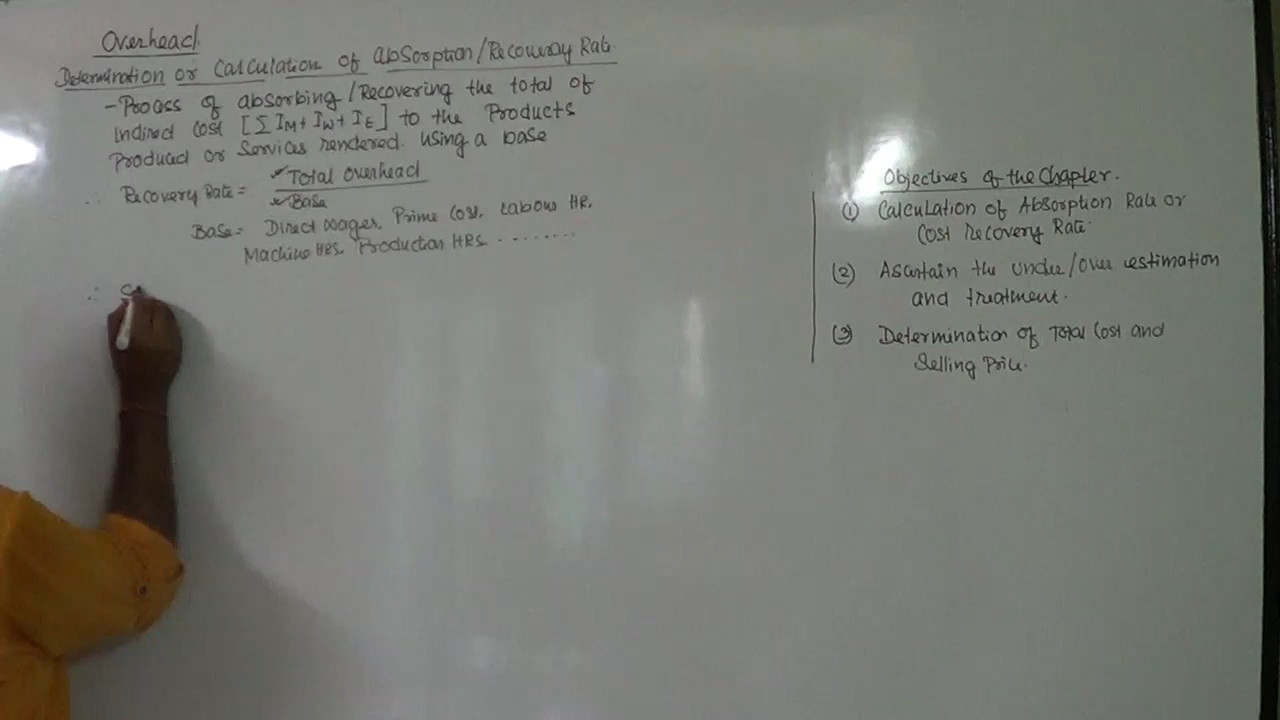 Overhead.
Determination or Calculation of Absorption/Recovery Rate.
- Process of absorbing/Recovering the total of
Indirect Cost [Σ IM + IW + IE] to the Products
Produced or Services rendered using a base
∴ Recovery Rate = ✓Total overhead
✓Base
Base = Direct Wages, Prime Cost, Labour HR,
Machine HRS, Production HRS ........
∴ S
Objectives of the Chapter.
(1) Calculation of Absorption Rate or
Cost Recovery Rate.
(2) Ascertain the under/over estimation
and treatment.
(3) Determination of Total Cost and
Selling Price.